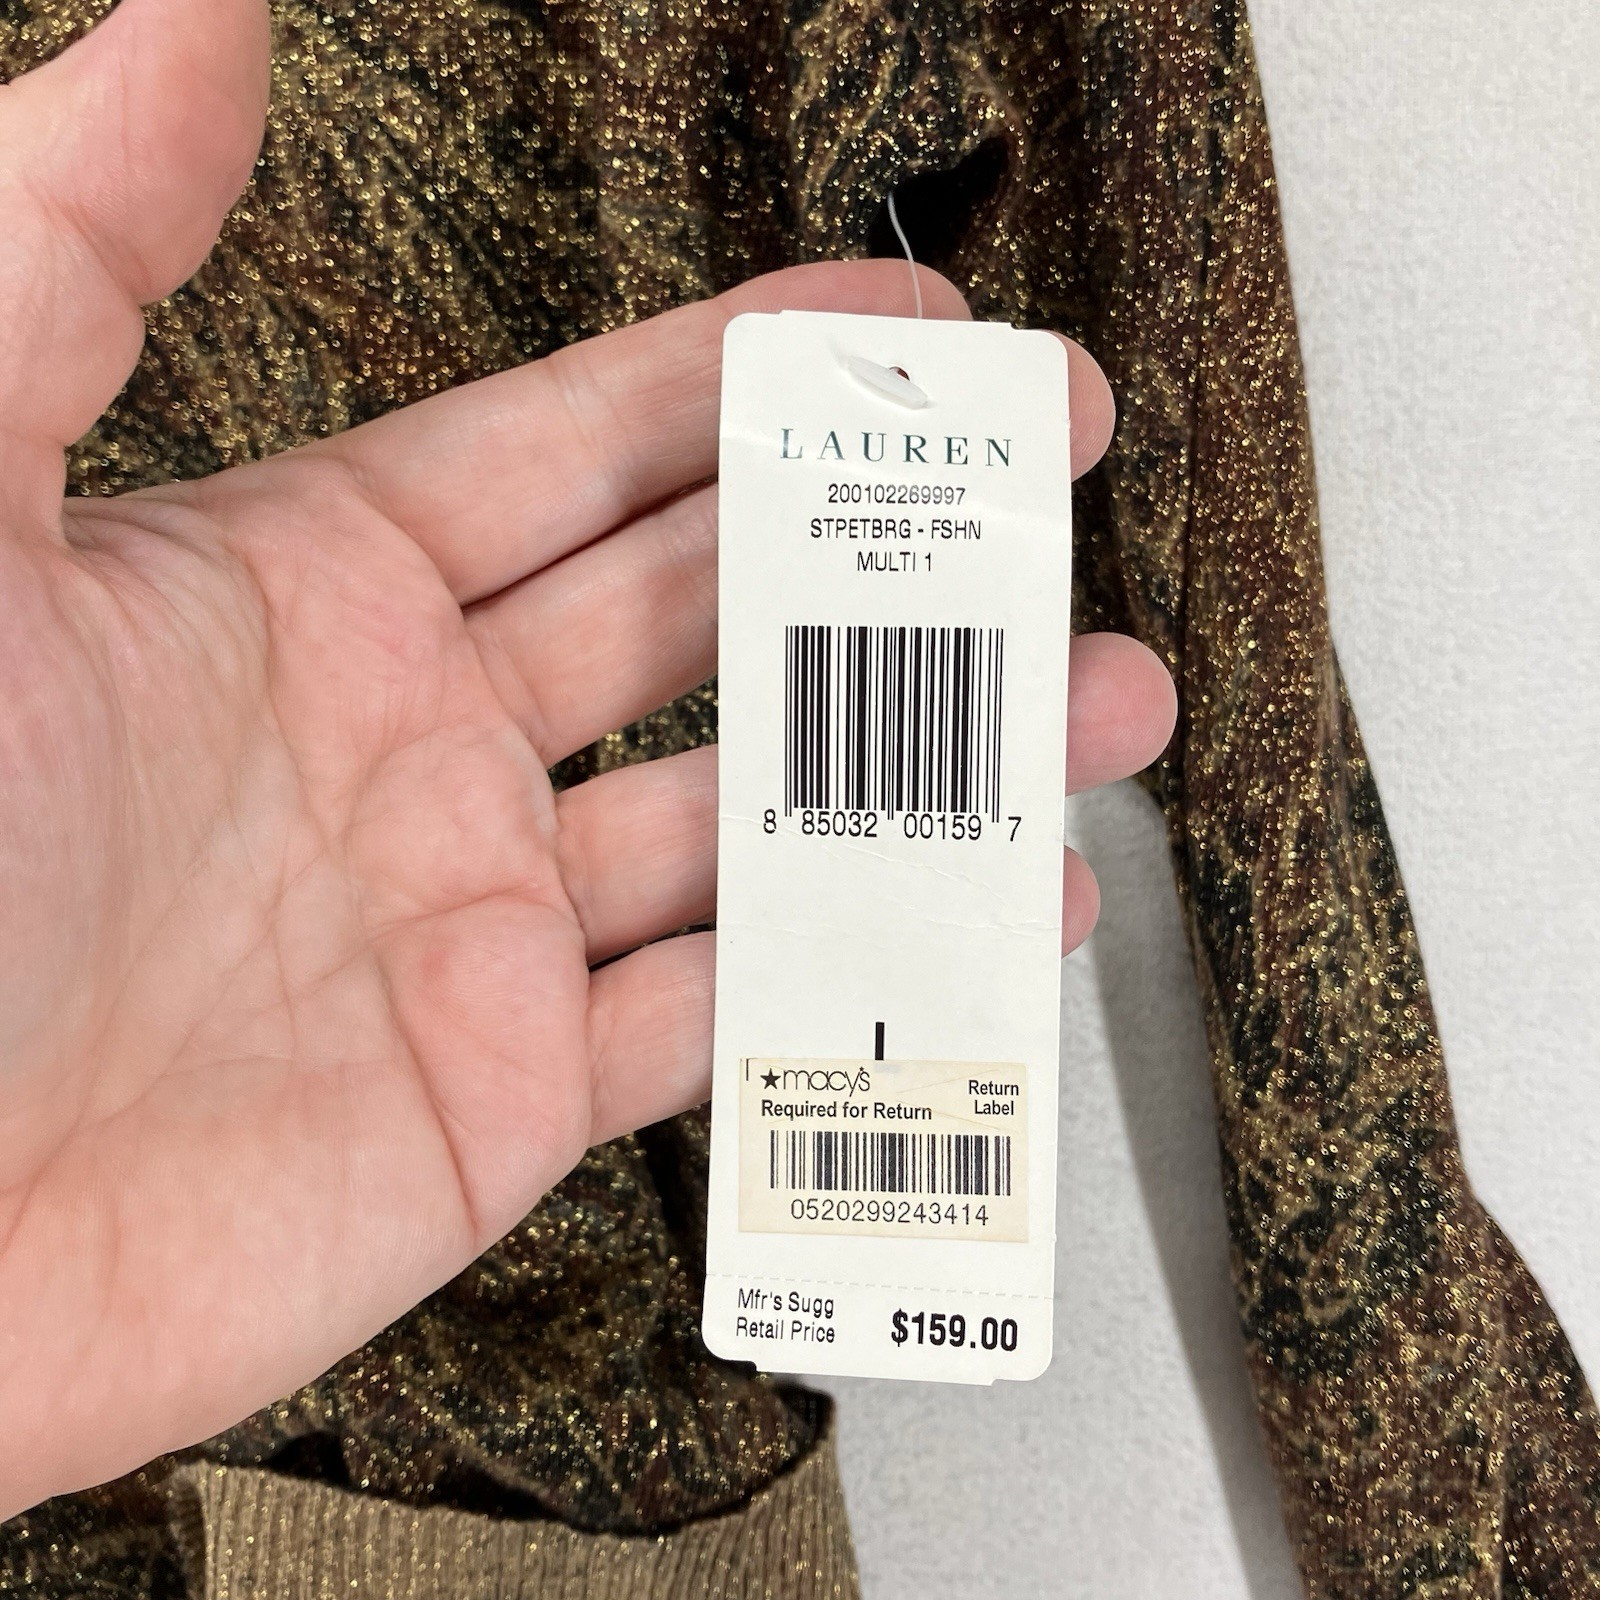 LAUREN
200102269997
STPETBRG - FSHN
MULTI 1
8 85032 00159 7
★macy's
Return
Label
Required for Return
0520299243414
Mfr's Sugg
Retail Price
$159.00